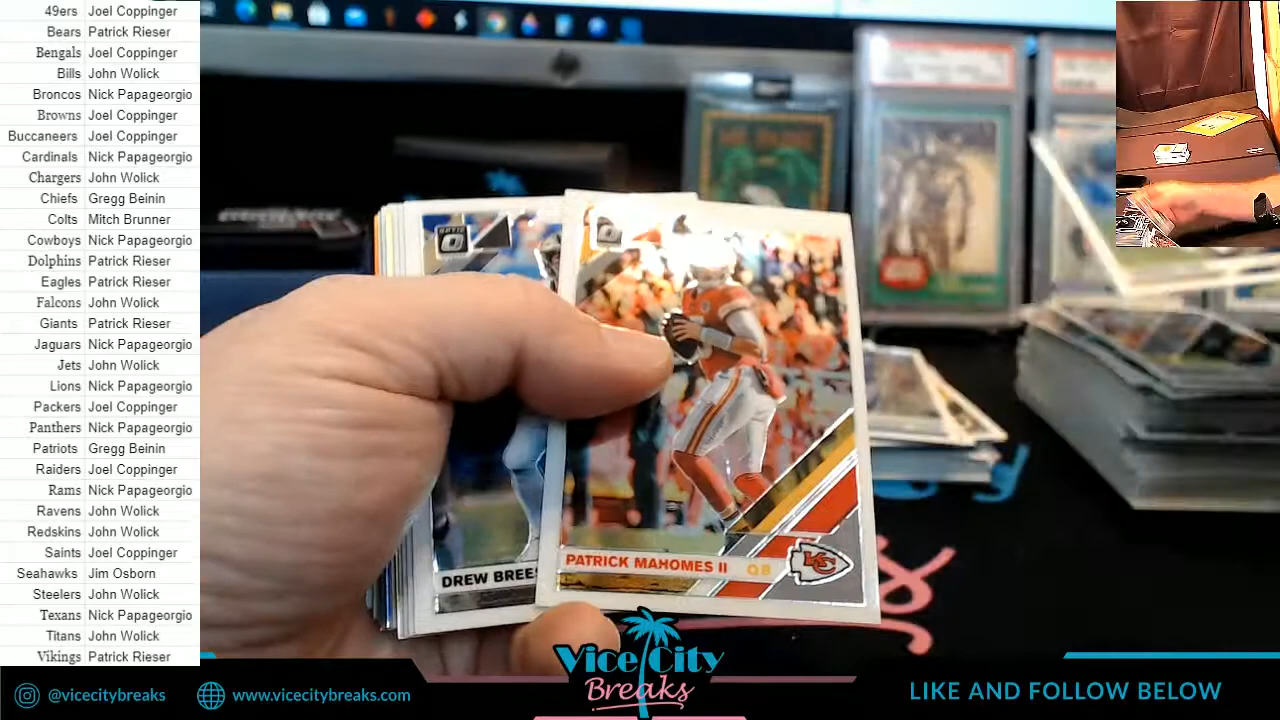 49ers Joel Coppinger
Bears Patrick Rieser
Bengals Joel Coppinger
Bills John Wolick
Broncos Nick Papageorgio
Browns Joel Coppinger
Buccaneers Joel Coppinger
Cardinals Nick Papageorgio
Chargers John Wolick
Chiefs Gregg Beinin
Colts Mitch Brunner
Cowboys Nick Papageorgio
Dolphins Patrick Rieser
Eagles Patrick Rieser
Falcons John Wolick
Giants Patrick Rieser
Jaguars Nick Papageorgio
Jets John Wolick
Lions Nick Papageorgio
Packers Joel Coppinger
Panthers Nick Papageorgio
Patriots Gregg Beinin
Raiders Joel Coppinger
Rams Nick Papageorgio
Ravens John Wolick
Redskins John Wolick
Saints Joel Coppinger
Seahawks Jim Osborn
Steelers John Wolick
Texans Nick Papageorgio
Titans John Wolick
Vikings Patrick Rieser
OPTIC
DREW BREES
PATRICK MAHOMES II QB
KC
Vice City
Breaks
@vicecitybreaks
www.vicecitybreaks.com
LIKE AND FOLLOW BELOW